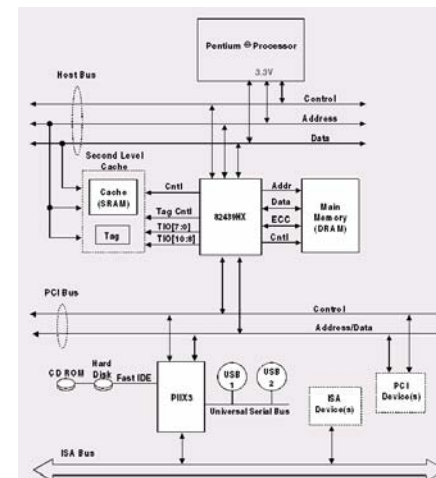 Pentium ® Processor
3.3V
Host Bus
Control
Address
Data
Second Level
Cache
Cache
(SRAM)
Tag
Cntl
Tag Cntl
TIO[7:0]
TIO[10:8]
82439HX
Addr
Data
ECC
Cntl
Main
Memory
(DRAM)
PCI Bus
Control
Address/Data
CD ROM
Hard
Disk
Fast IDE
PIIX3
USB
1
USB
2
Universal Serial Bus
ISA
Device(s)
PCI
Device(s)
ISA Bus